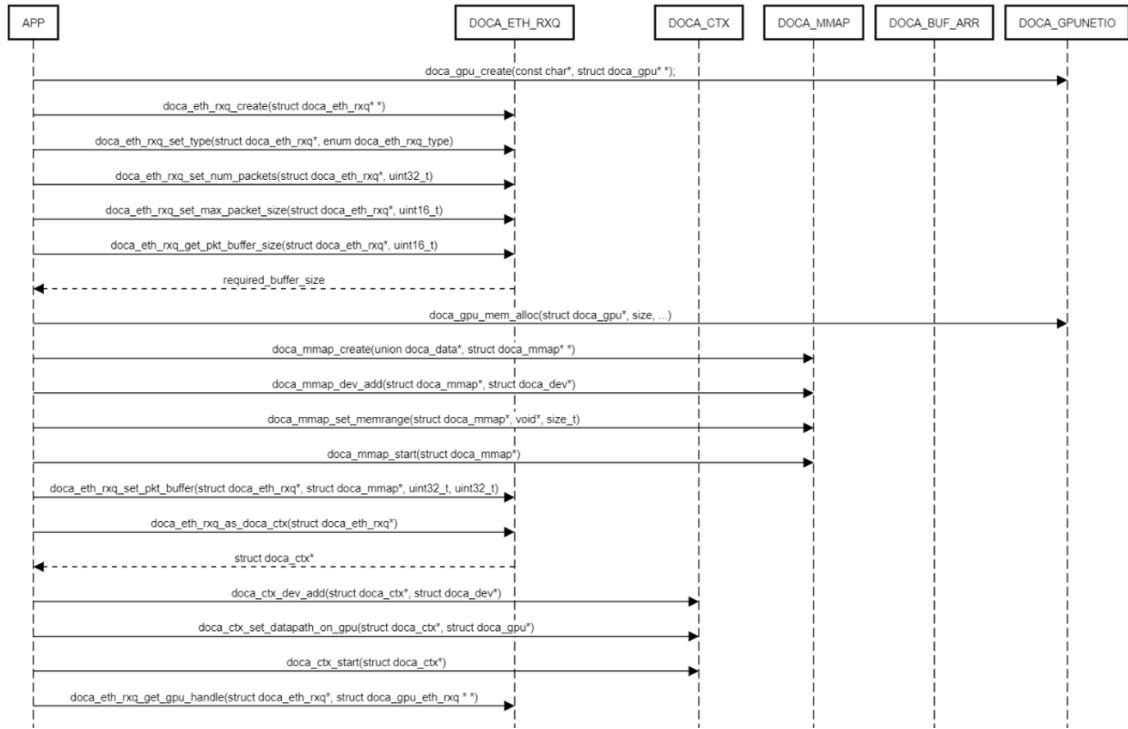 APP
DOCA_ETH_RXQ
DOCA_CTX
DOCA_MMAP
DOCA_BUF_ARR
DOCA_GPUNETIO
doca_gpu_create(const char*, struct doca_gpu* *);
doca_eth_rxq_create(struct doca_eth_rxq* *)
doca_eth_rxq_set_type(struct doca_eth_rxq*, enum doca_eth_rxq_type)
doca_eth_rxq_set_num_packets(struct doca_eth_rxq*, uint32_t)
doca_eth_rxq_set_max_packet_size(struct doca_eth_rxq*, uint16_t)
doca_eth_rxq_get_pkt_buffer_size(struct doca_eth_rxq*, uint16_t)
required_buffer_size
doca_gpu_mem_alloc(struct doca_gpu*, size, ...)
doca_mmap_create(union doca_data*, struct doca_mmap* *)
doca_mmap_dev_add(struct doca_mmap*, struct doca_dev*)
doca_mmap_set_memrange(struct doca_mmap*, void*, size_t)
doca_mmap_start(struct doca_mmap*)
doca_eth_rxq_set_pkt_buffer(struct doca_eth_rxq*, struct doca_mmap*, uint32_t, uint32_t)
doca_eth_rxq_as_doca_ctx(struct doca_eth_rxq*)
struct doca_ctx*
doca_ctx_dev_add(struct doca_ctx*, struct doca_dev*)
doca_ctx_set_datapath_on_gpu(struct doca_ctx*, struct doca_gpu*)
doca_ctx_start(struct doca_ctx*)
doca_eth_rxq_get_gpu_handle(struct doca_eth_rxq*, struct doca_gpu_eth_rxq * *)